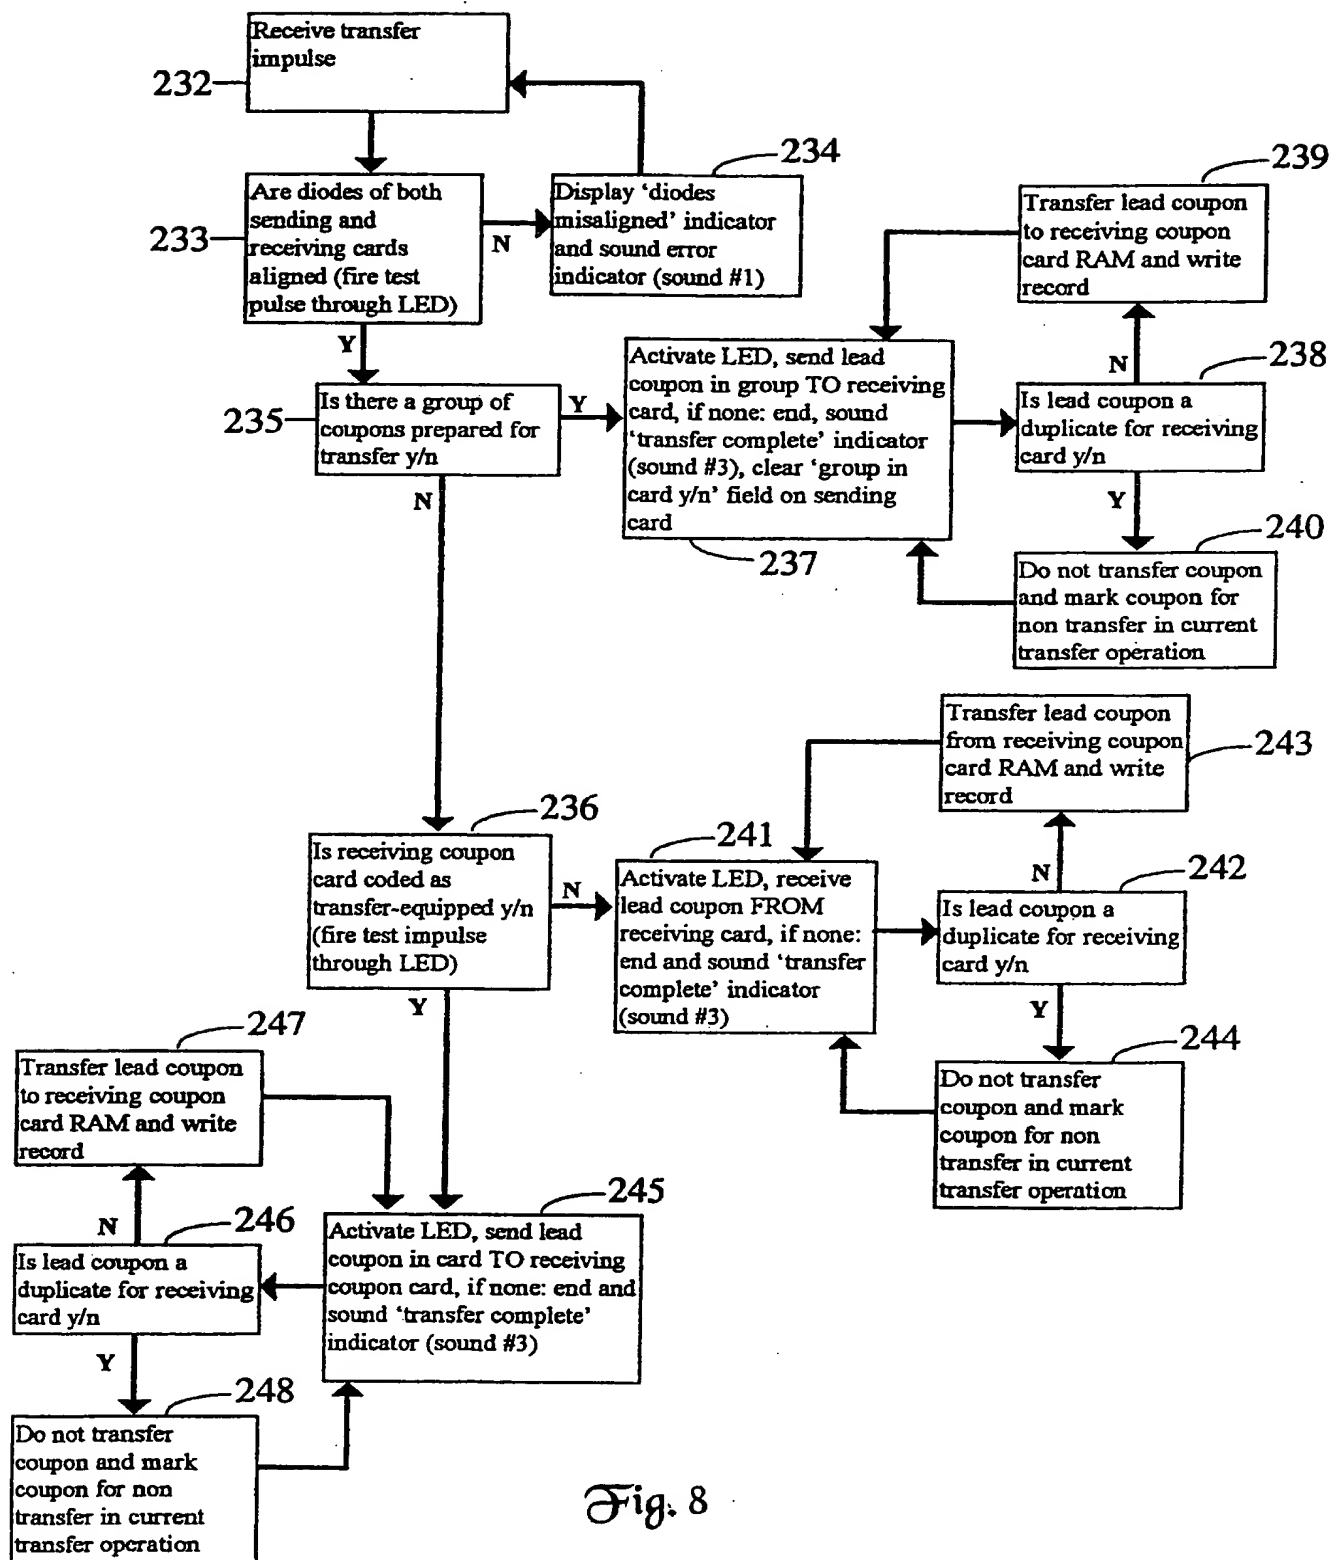 Receive transfer
impulse
232
Are diodes of both
sending and
receiving cards
aligned (fire test
pulse through LED)
233
N
Display ‘diodes
misaligned’ indicator
and sound error
indicator (sound #1)
234
Y
Is there a group of
coupons prepared for
transfer y/n
235
Y
Activate LED, send lead
coupon in group TO receiving
card, if none: end, sound
‘transfer complete’ indicator
(sound #3), clear ‘group in
card y/n’ field on sending
card
237
239
Transfer lead coupon
to receiving coupon
card RAM and write
record
N
238
Is lead coupon a
duplicate for receiving
card y/n
Y
240
Do not transfer coupon
and mark coupon for
non transfer in current
transfer operation
N
236
Is receiving coupon
card coded as
transfer-equipped y/n
(fire test impulse
through LED)
N
241
Activate LED, receive
lead coupon FROM
receiving card, if none:
end and sound ‘transfer
complete’ indicator
(sound #3)
Transfer lead coupon
from receiving coupon
card RAM and write
record
243
N
242
Is lead coupon a
duplicate for receiving
card y/n
Y
244
Do not transfer
coupon and mark
coupon for non
transfer in current
transfer operation
Y
245
Activate LED, send lead
coupon in card TO receiving
coupon card, if none: end and
sound ‘transfer complete’
indicator (sound #3)
247
Transfer lead coupon
to receiving coupon
card RAM and write
record
N
246
Is lead coupon a
duplicate for receiving
card y/n
Y
248
Do not transfer
coupon and mark
coupon for non
transfer in current
transfer operation
Fig. 8